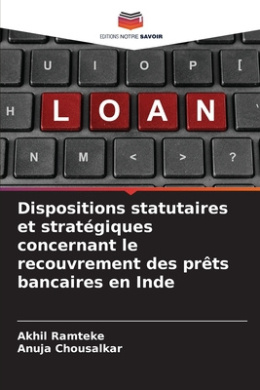 EDITIONS NOTRE SAVOIR
U I O P [
H L O A N
N M < > ?
Dispositions statutaires
et stratégiques
concernant le
recouvrement des prêts
bancaires en Inde
Akhil Ramteke
Anuja Chousalkar